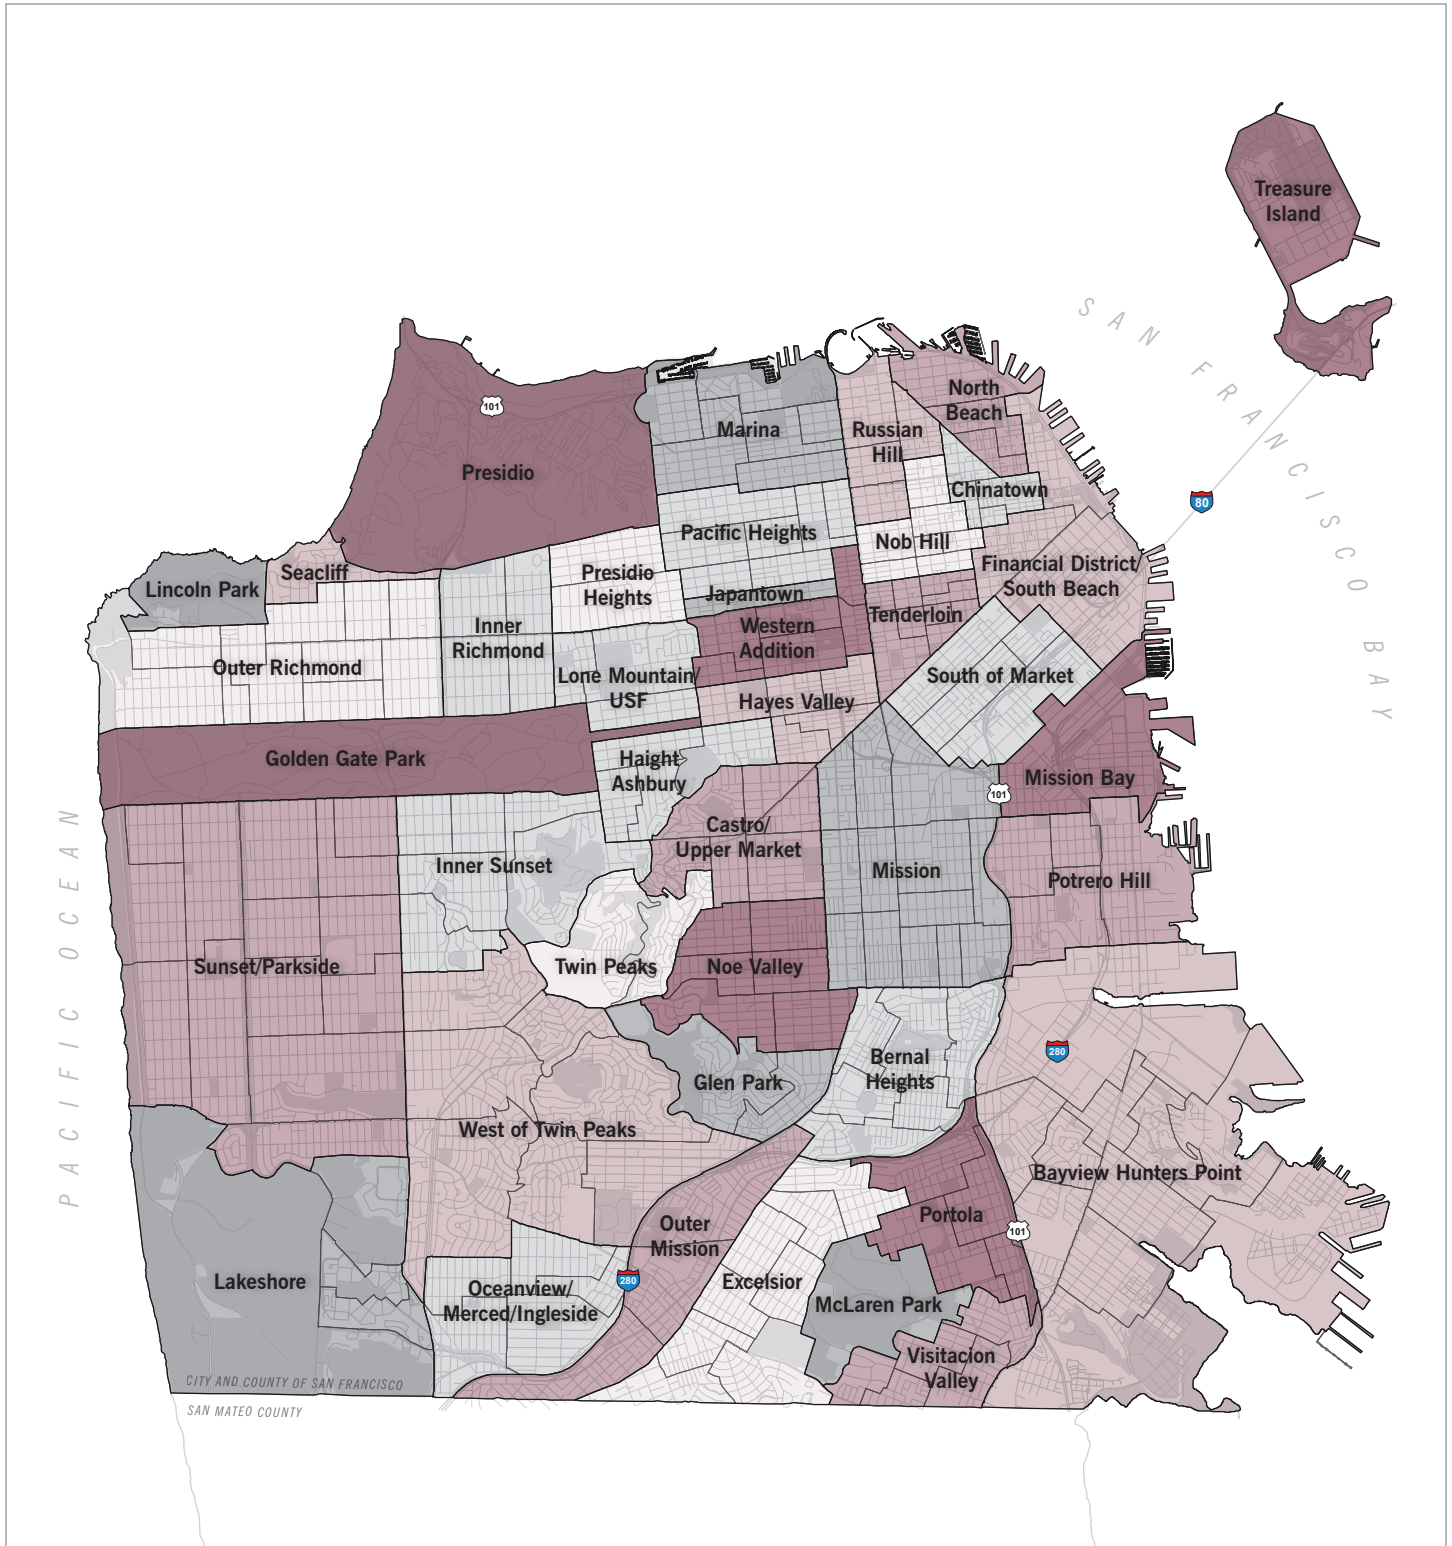 Treasure
Island
SAN FRANCISCO BAY
80
101
Presidio
Marina
Russian
Hill
North
Beach
Chinatown
Pacific Heights
Nob Hill
Financial District/
South Beach
Lincoln Park
Seacliff
Presidio
Heights
Japantown
Tenderloin
Inner
Richmond
Western
Addition
Outer Richmond
Lone Mountain/
USF
Hayes Valley
South of Market
Golden Gate Park
Haight
Ashbury
Mission Bay
101
PACIFIC OCEAN
Castro/
Upper Market
Inner Sunset
Mission
Potrero Hill
Sunset/Parkside
Twin Peaks
Noe Valley
Bernal
Heights
280
Glen Park
West of Twin Peaks
Bayview Hunters Point
Portola
101
Outer
Mission
Lakeshore
Oceanview/
Merced/Ingleside
280
Excelsior
McLaren Park
Visitacion
Valley
CITY AND COUNTY OF SAN FRANCISCO
SAN MATEO COUNTY